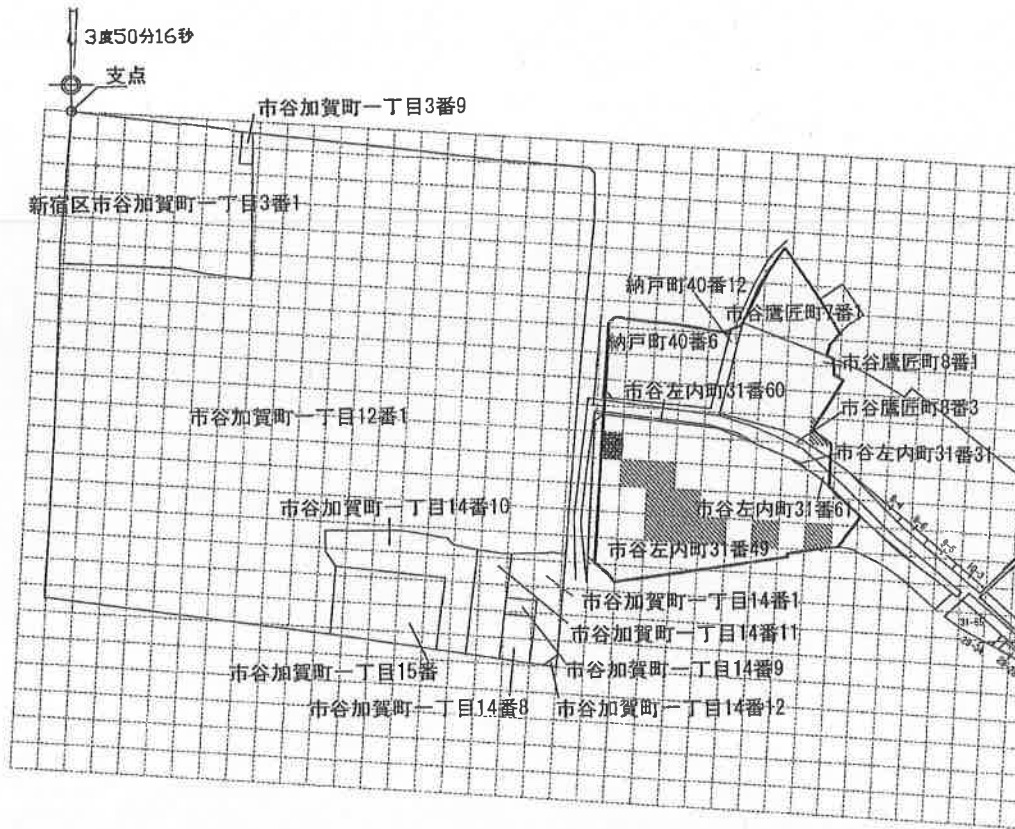 3度50分16秒
支点
市谷加賀町一丁目3番9
新宿区市谷加賀町一丁目3番1
納戸町40番12
市谷鷹匠町7番1
納戸町40番6
市谷鷹匠町8番1
市谷左内町31番60
市谷鷹匠町8番3
市谷加賀町一丁目12番1
市谷左内町31番31
市谷加賀町一丁目14番10
市谷左内町31番61
市谷左内町31番49
市谷加賀町一丁目14番1
市谷加賀町一丁目14番11
市谷加賀町一丁目15番
市谷加賀町一丁目14番9
市谷加賀町一丁目14番8
市谷加賀町一丁目14番12